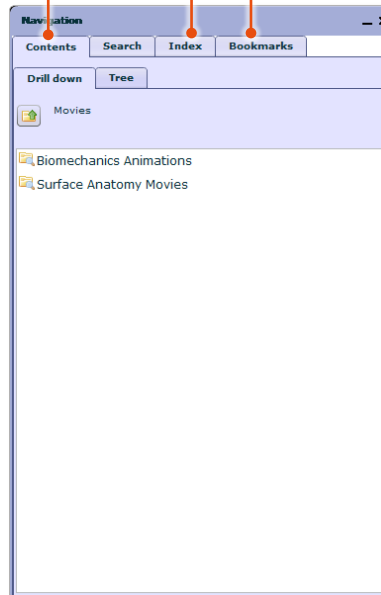 Navigation
Contents Search Index Bookmarks
Drill down Tree
Movies
Biomechanics Animations
Surface Anatomy Movies